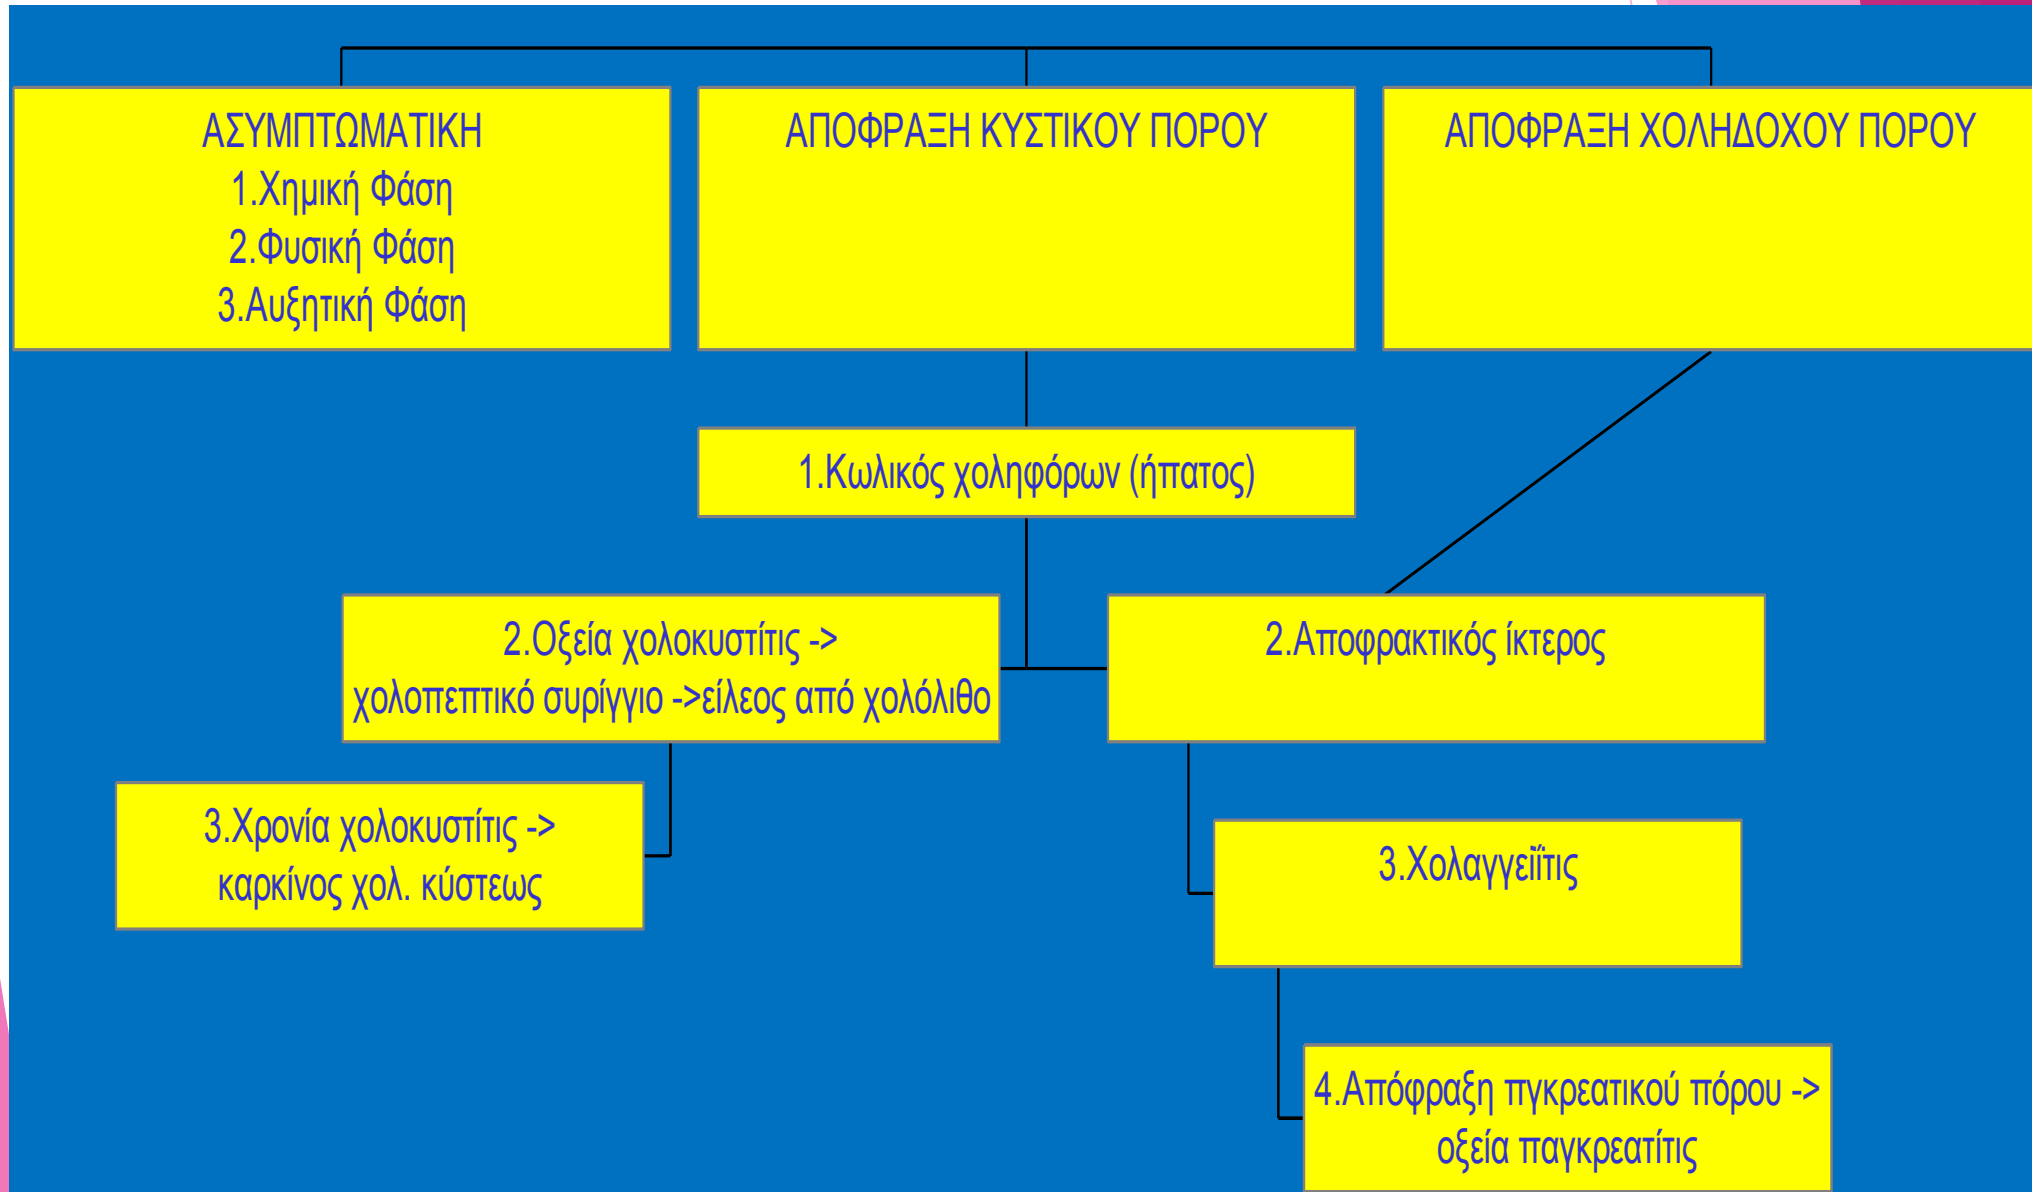 ΑΣΥΜΠΤΩΜΑΤΙΚΗ
1.Χημική Φάση
2.Φυσική Φάση
3.Αυξητική Φάση
ΑΠΟΦΡΑΞΗ ΚΥΣΤΙΚΟΥ ΠΟΡΟΥ
ΑΠΟΦΡΑΞΗ ΧΟΛΗΔΟΧΟΥ ΠΟΡΟΥ
1.Κωλικός χοληφόρων (ήπατος)
2.Οξεία χολοκυστίτις ->
χολοπεπτικό συρίγγιο ->είλεος από χολόλιθο
2.Αποφρακτικός ίκτερος
3.Χρονία χολοκυστίτις ->
καρκίνος χολ. κύστεως
3.Χολαγγεϊΐτις
4.Απόφραξη πγκρεατικού πόρου ->
οξεία παγκρεατίτις